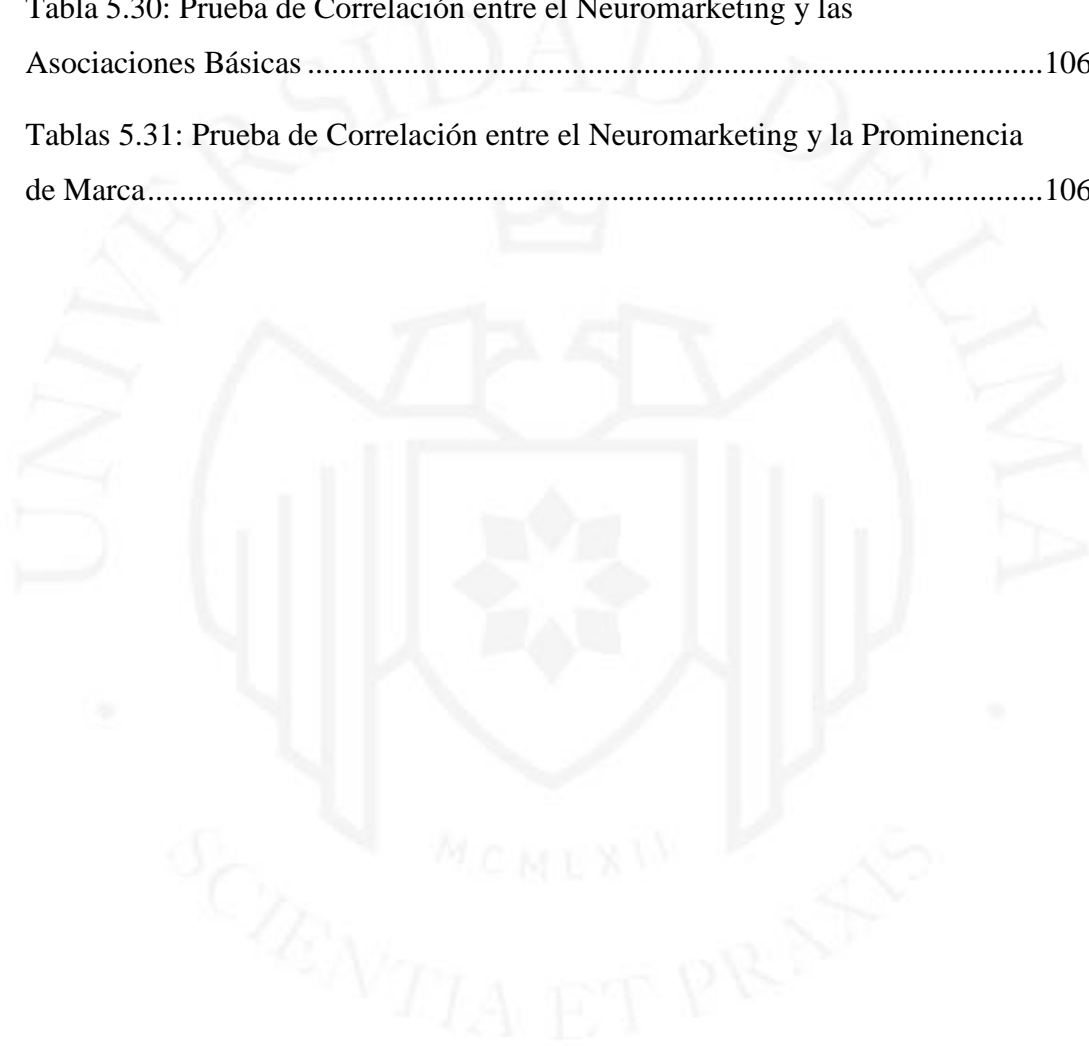 Tabla 5.30: Prueba de Correlación entre el Neuromarketing y las
Asociaciones Básicas ............................................................................................106
Tablas 5.31: Prueba de Correlación entre el Neuromarketing y la Prominencia
de Marca................................................................................................................106
UNIVERSIDAD DE LIMA
MCMLXII
SCIENTIA ET PRAXIS